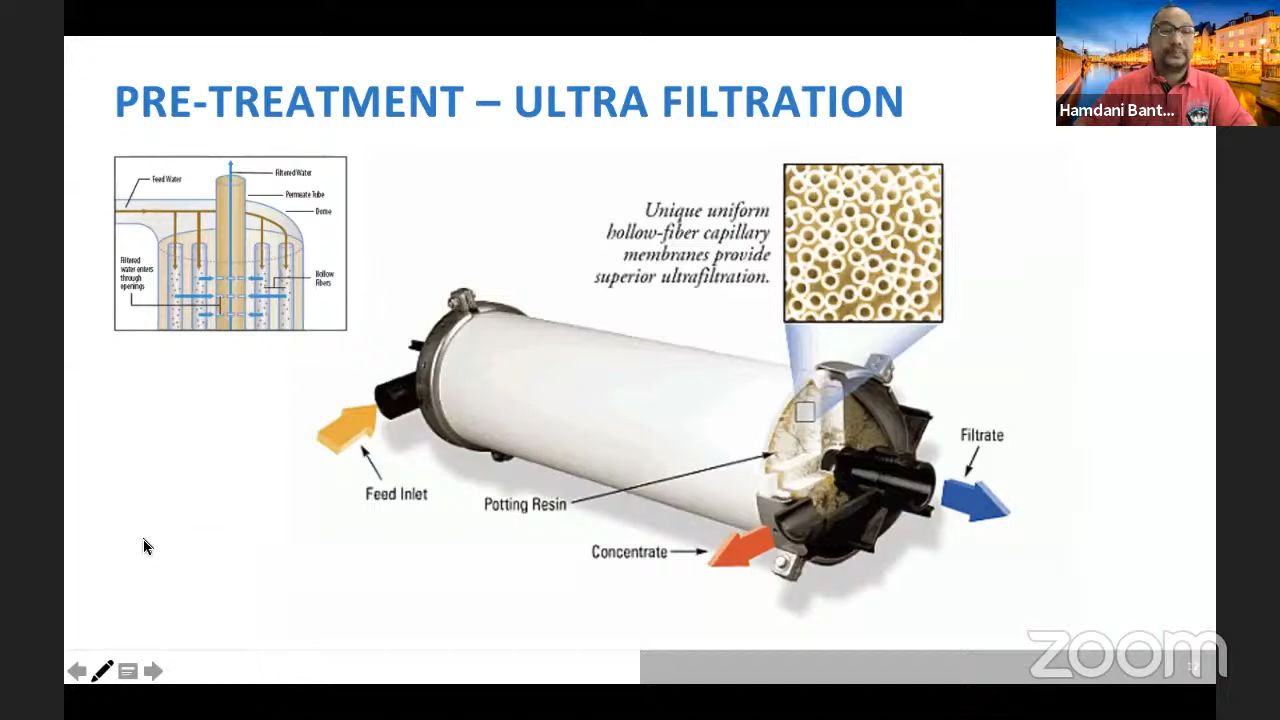 PRE-TREATMENT – ULTRA FILTRATION
Hamdani Bant...
Feed Water
Filtered Water
Permeate Tube
Dome
Filtered
water enters
through
openings
Hollow
Fibers
Unique uniform
hollow-fiber capillary
membranes provide
superior ultrafiltration.
Feed Inlet
Potting Resin
Concentrate
Filtrate
zoom